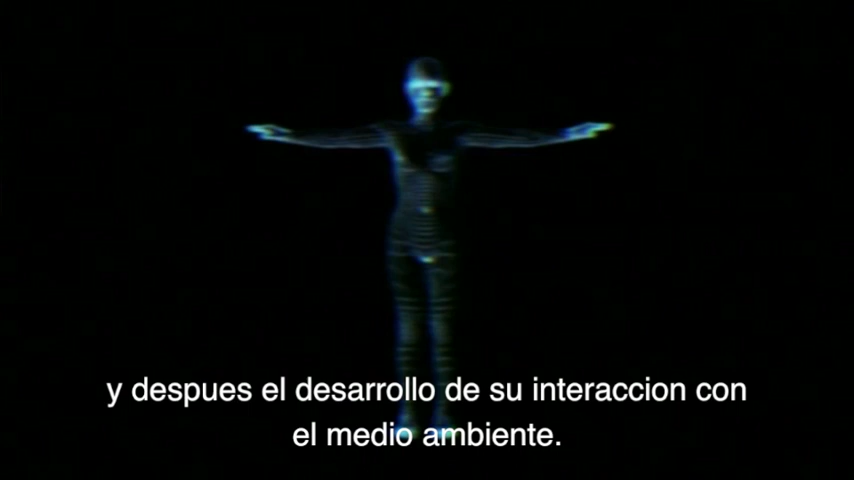 y despues el desarrollo de su interaccion con
el medio ambiente.